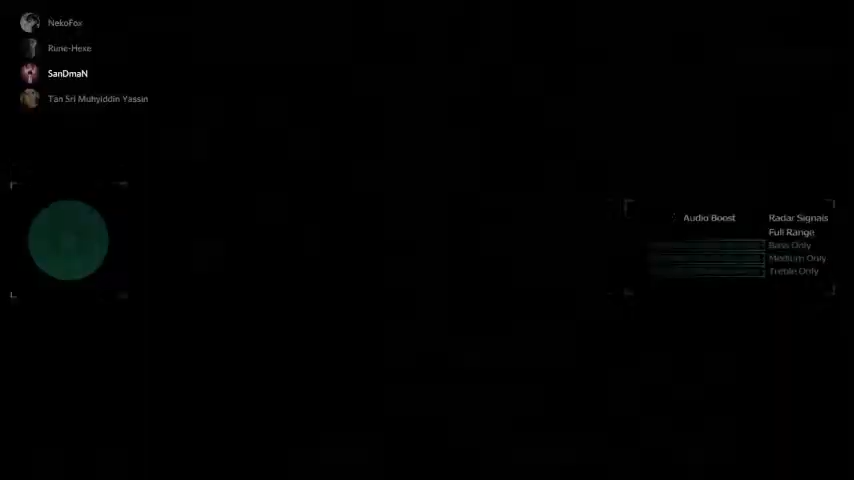 NekoFox
Rune-Hexe
SanDmaN
Tan Sri Muhyiddin Yassin
Audio Boost
Radar Signals
Full Range
Bass Only
Medium Only
Treble Only